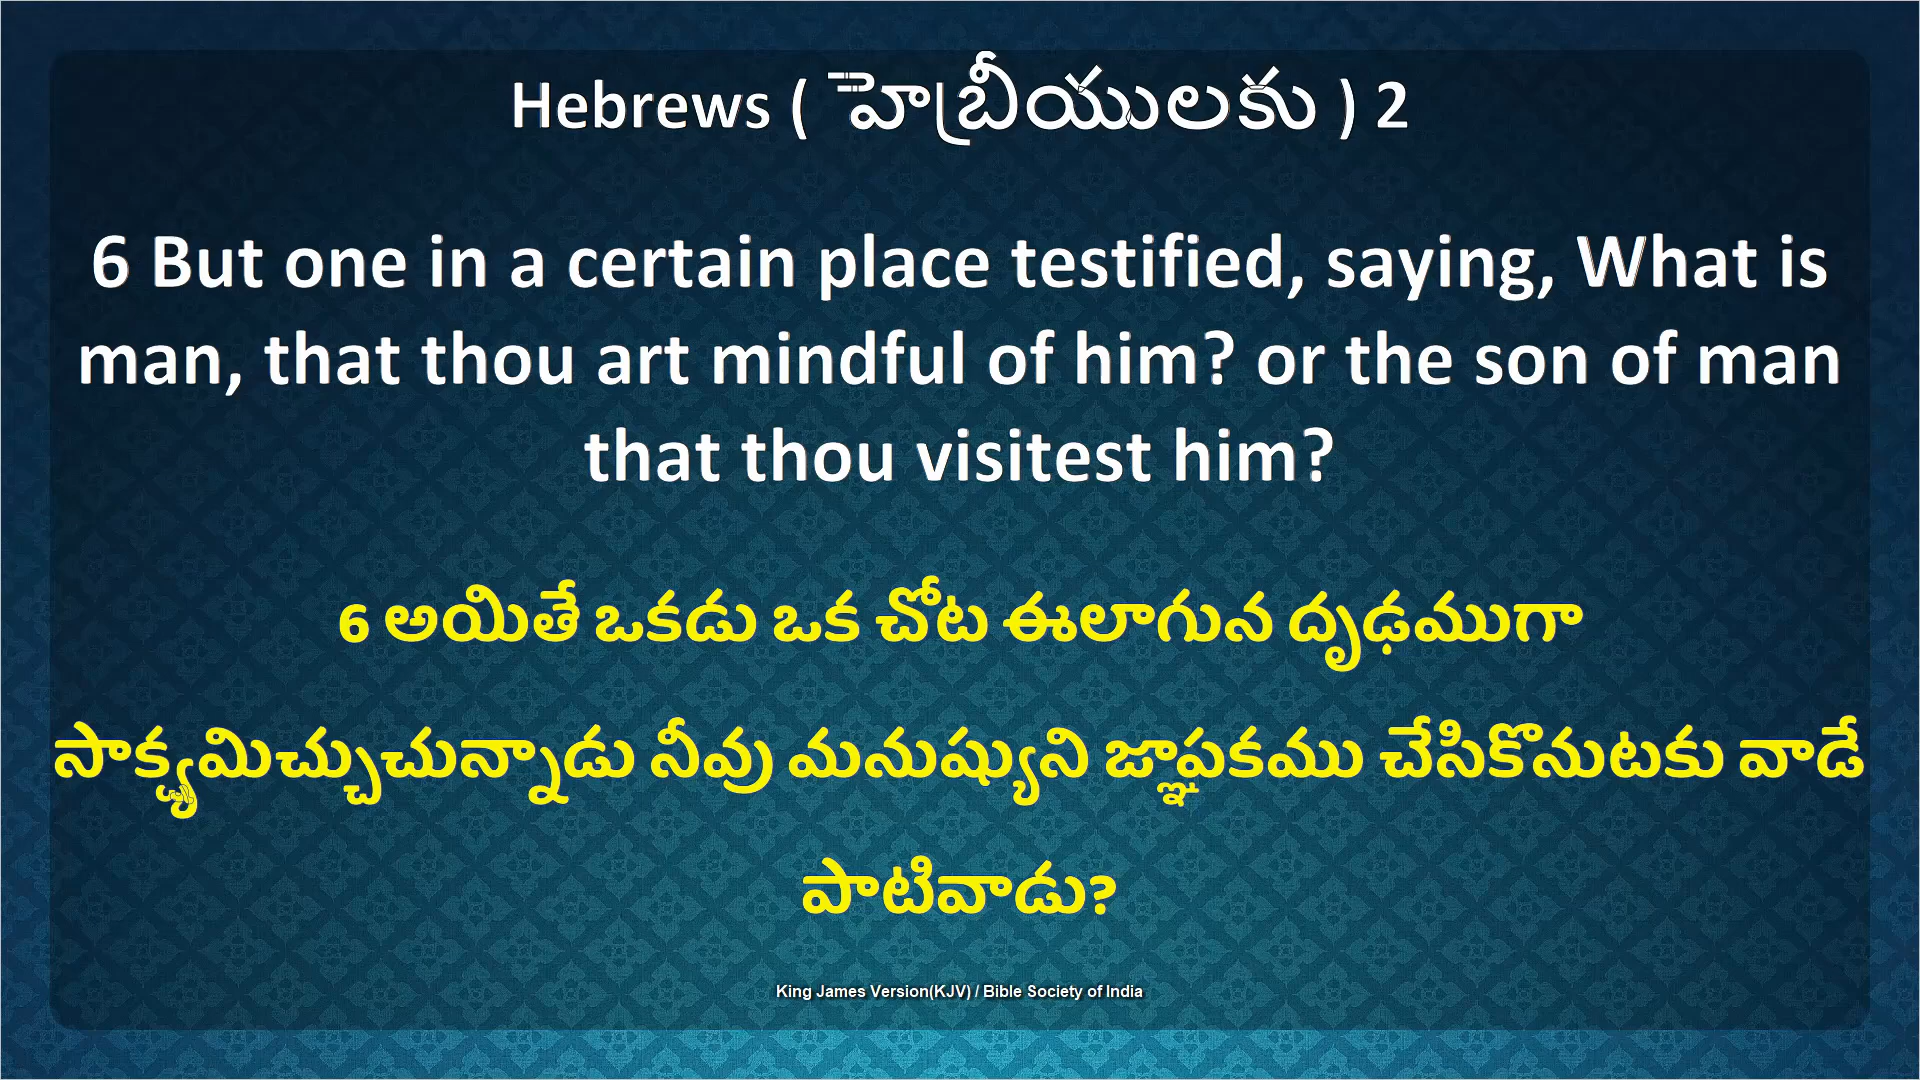 Hebrews ( హెబ్రీయులకు ) 2
6 But one in a certain place testified, saying, What is
man, that thou art mindful of him? or the son of man
that thou visitest him?
6 అయితే ఒకడు ఒక చోట ఈలాగున దృఢముగా
సాక్ష్యమిచ్చుచున్నాడు నీవు మనుష్యుని జ్ఞాపకము చేసికొనుటకు వాడే
పాటివాడు?
King James Version(KJV) / Bible Society of India